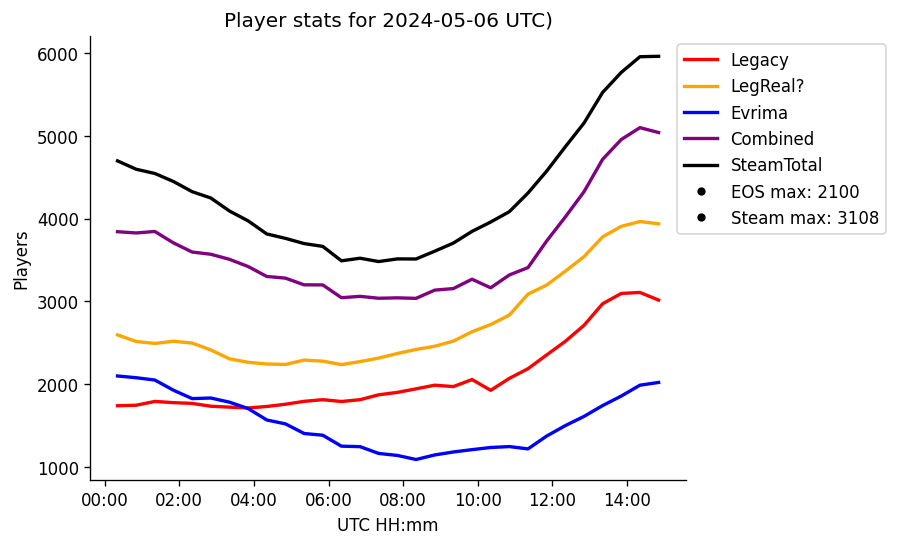 Player stats for 2024-05-06 UTC)
6000
5000
4000
3000
2000
1000
Players
00:00 02:00 04:00 06:00 08:00 10:00 12:00 14:00
UTC HH:mm
Legacy
LegReal?
Evrima
Combined
SteamTotal
EOS max: 2100
Steam max: 3108